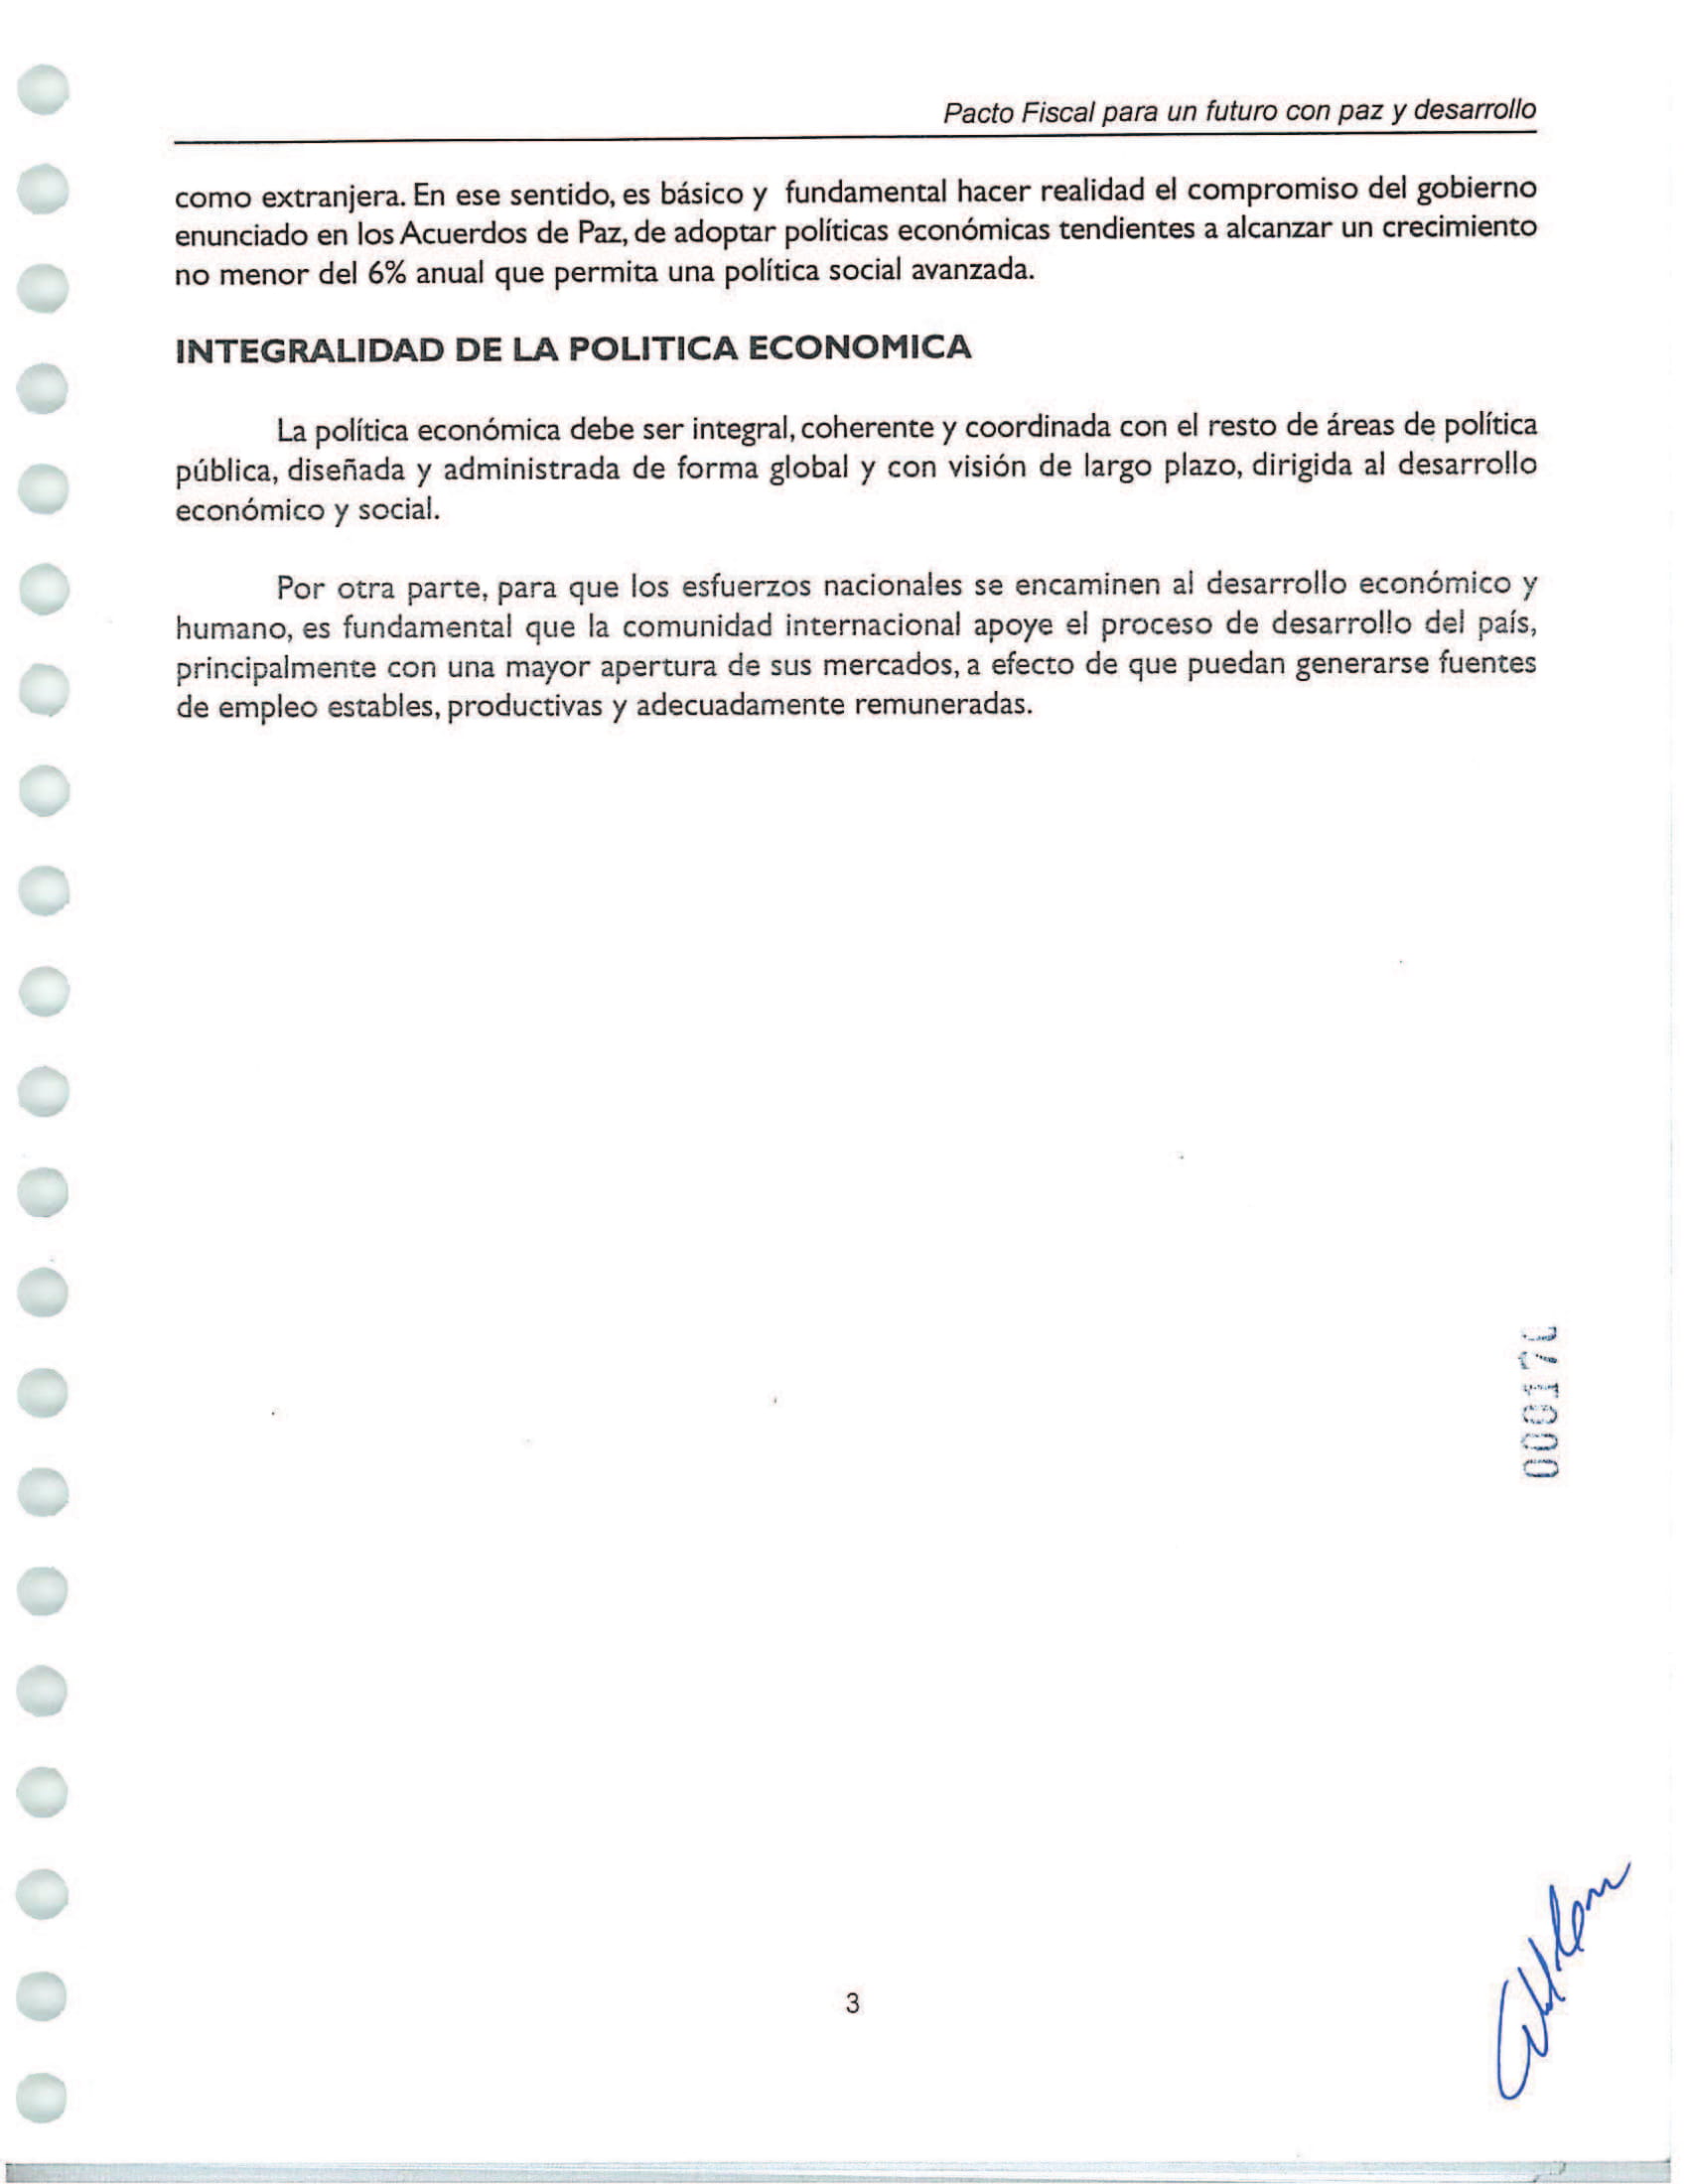 Pacto Fiscal para un futuro con paz y desarrollo
como extranjera. En ese sentido, es básico y fundamental hacer realidad el compromiso del gobierno
enunciado en los Acuerdos de Paz, de adoptar políticas económicas tendientes a alcanzar un crecimiento
no menor del 6% anual que permita una política social avanzada.
INTEGRALIDAD DE LA POLITICA ECONOMICA
La política económica debe ser integral, coherente y coordinada con el resto de áreas de política
pública, diseñada y administrada de forma global y con visión de largo plazo, dirigida al desarrollo
económico y social.
Por otra parte, para que los esfuerzos nacionales se encaminen al desarrollo económico y
humano, es fundamental que la comunidad internacional apoye el proceso de desarrollo del país,
principalmente con una mayor apertura de sus mercados, a efecto de que puedan generarse fuentes
de empleo estables, productivas y adecuadamente remuneradas.
3